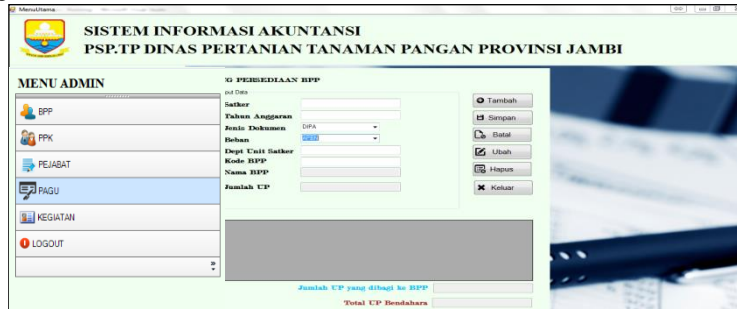 MenuUtama
SISTEM INFORMASI AKUNTANSI
PSP.TP DINAS PERTANIAN TANAMAN PANGAN PROVINSI JAMBI
MENU ADMIN
BPP
PPK
PEJABAT
PAGU
KEGIATAN
LOGOUT
G PERSEDIAAN BPP
put Data
Satker
Tahun Anggaran
Jenis Dokumen DIPA
Beban
Dept Unit Satker
Kode BPP
Nama BPP
Jumlah UP
Tambah
Simpan
Batal
Ubah
Hapus
Keluar
Jumlah UP yang dibagi ke BPP
Total UP Bendahara